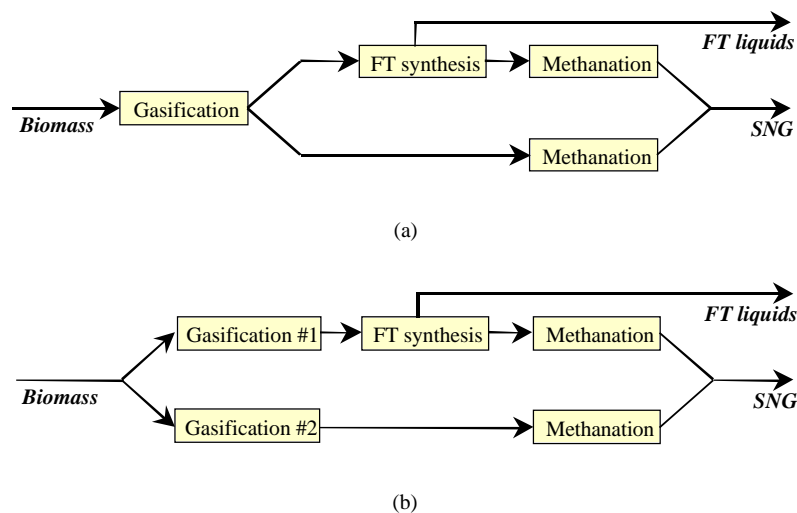 FT liquids
FT synthesis
Methanation
Biomass
Gasification
SNG
Methanation
(a)
FT liquids
Gasification #1
FT synthesis
Methanation
Biomass
SNG
Gasification #2
Methanation
(b)